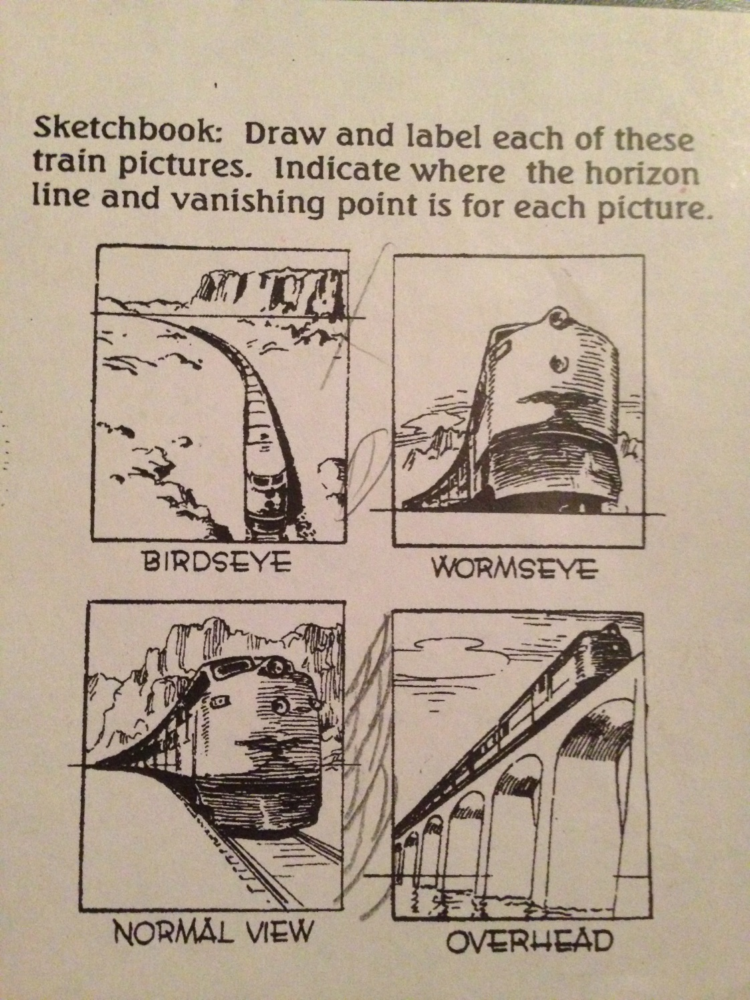 Sketchbook: Draw and label each of these
train pictures. Indicate where the horizon
line and vanishing point is for each picture.
BIRDSEYE
WORMSEYE
NORMAL VIEW
OVERHEAD